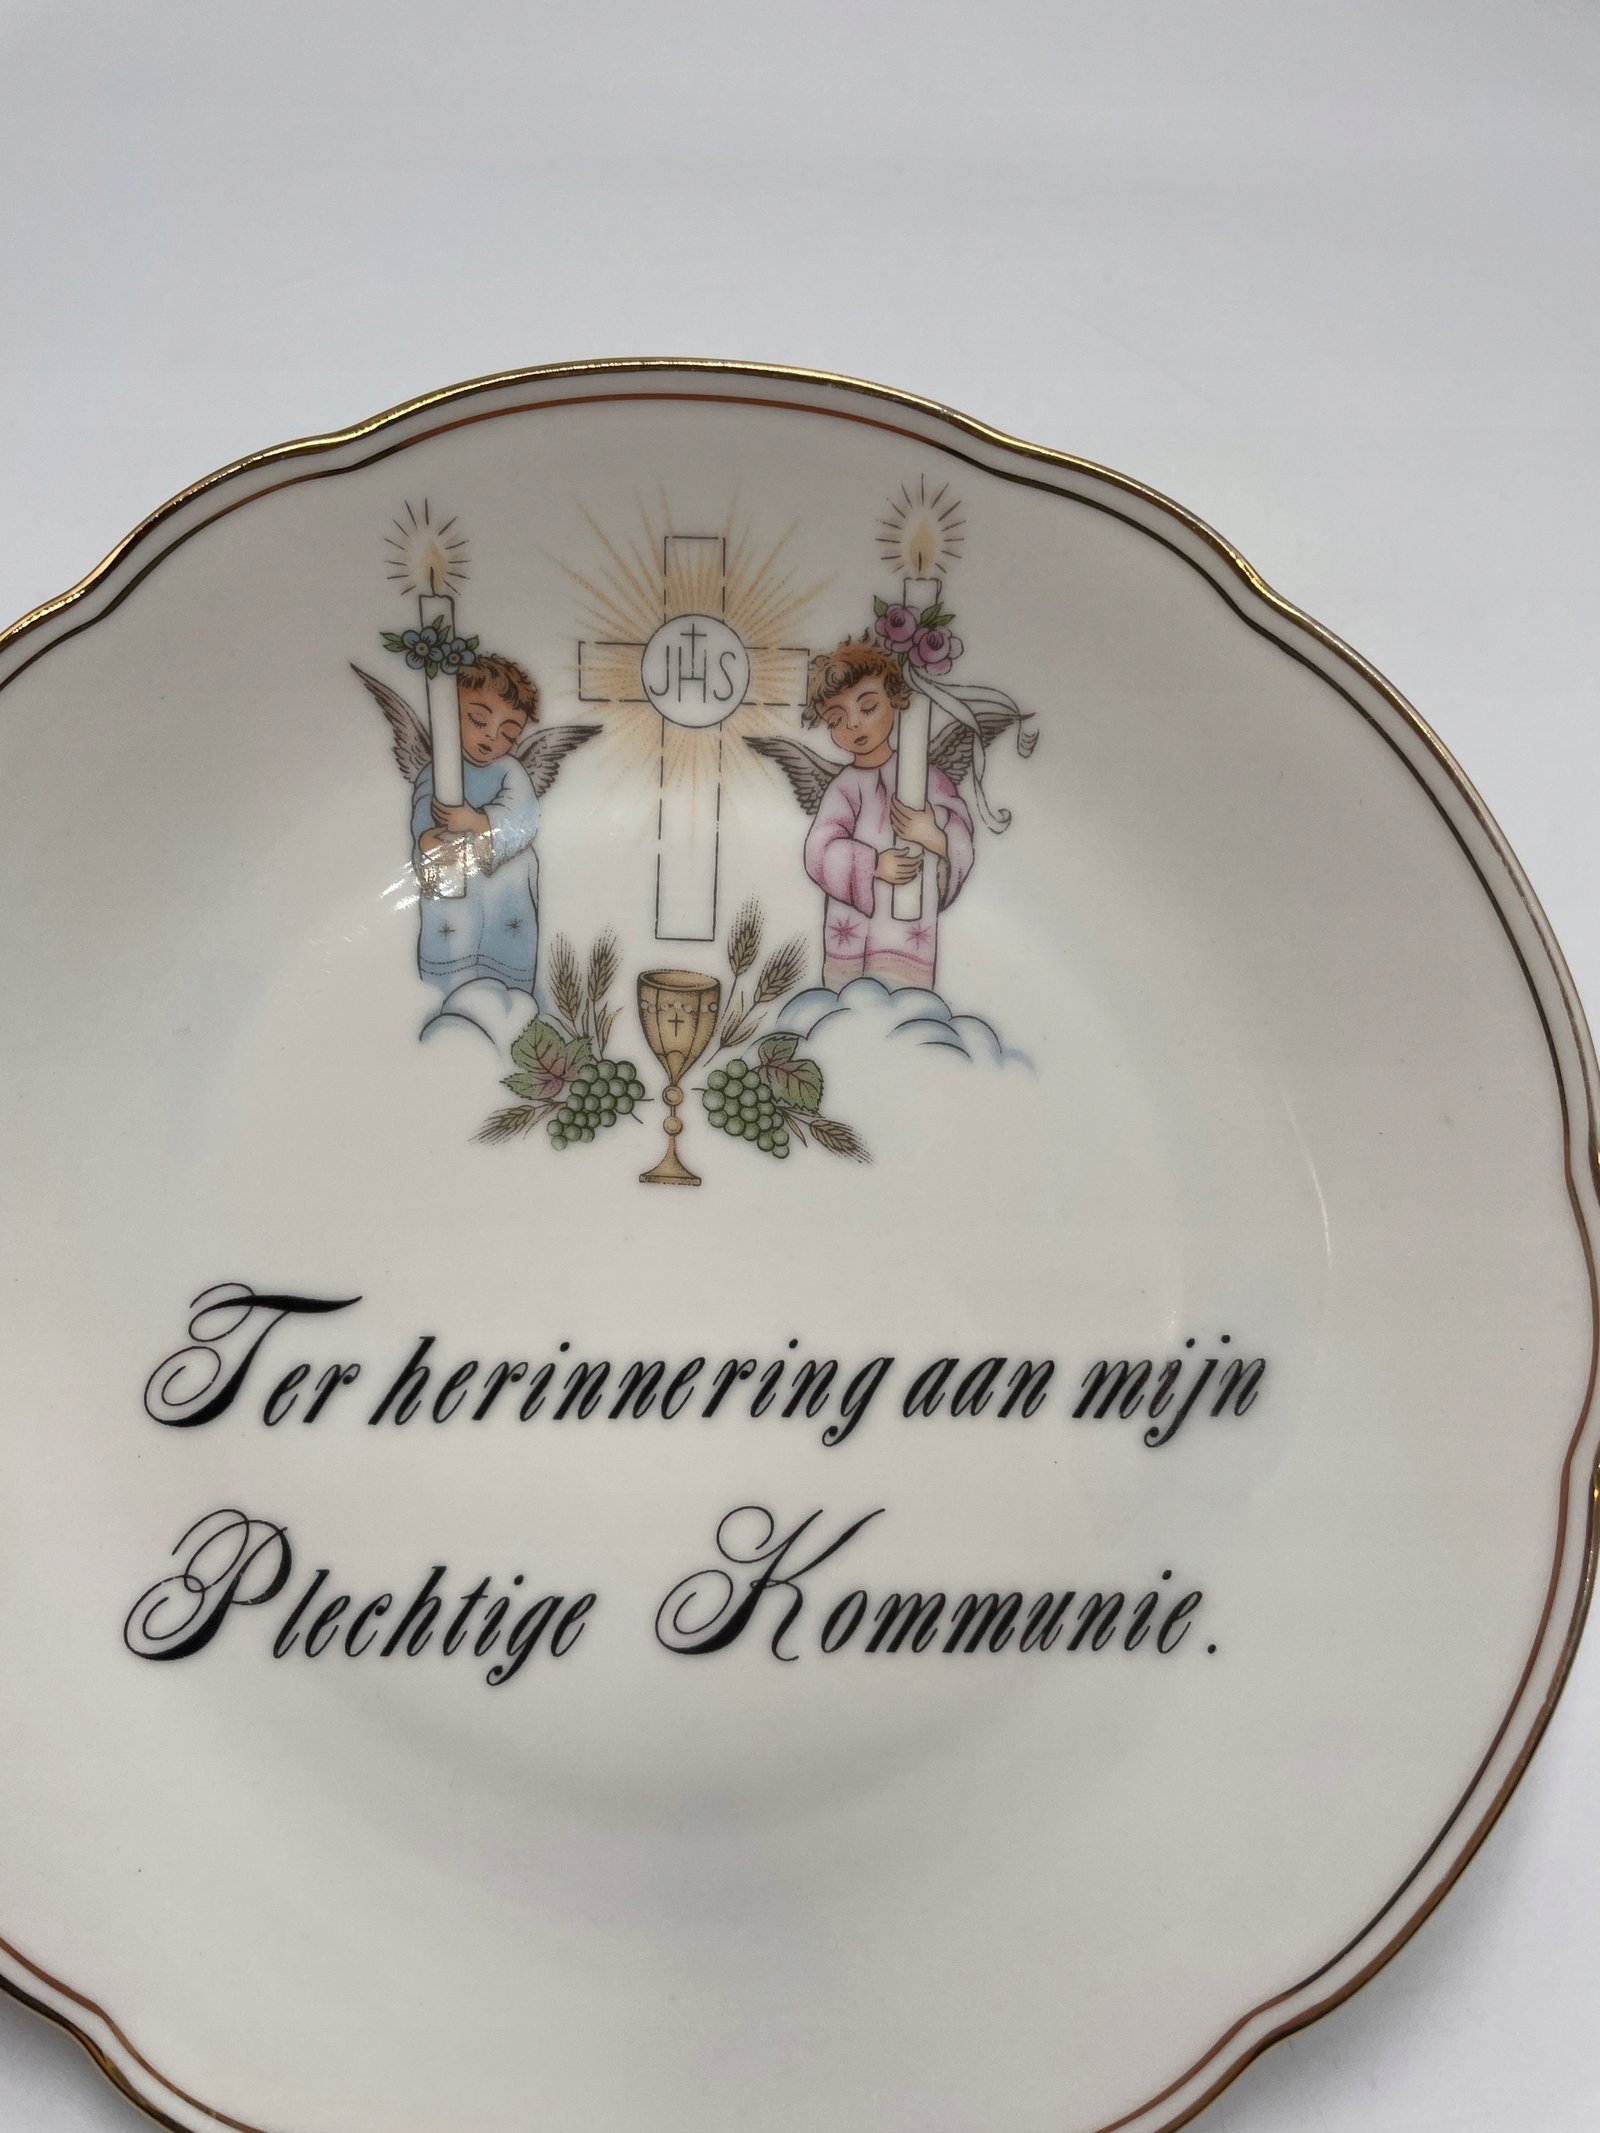 JHS
Ter herinnering aan mijn
Plechtige Kommunie.